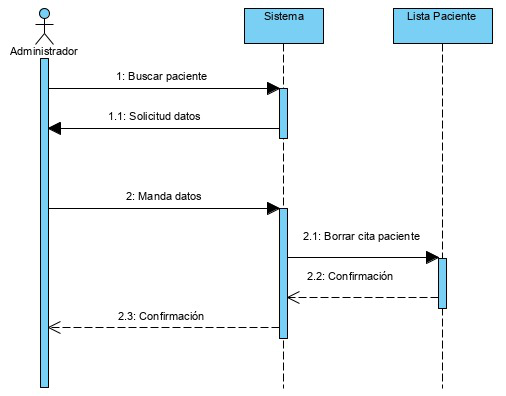 Administrador
Sistema
Lista Paciente
1: Buscar paciente
1.1: Solicitud datos
2: Manda datos
2.1: Borrar cita paciente
2.2: Confirmación
2.3: Confirmación